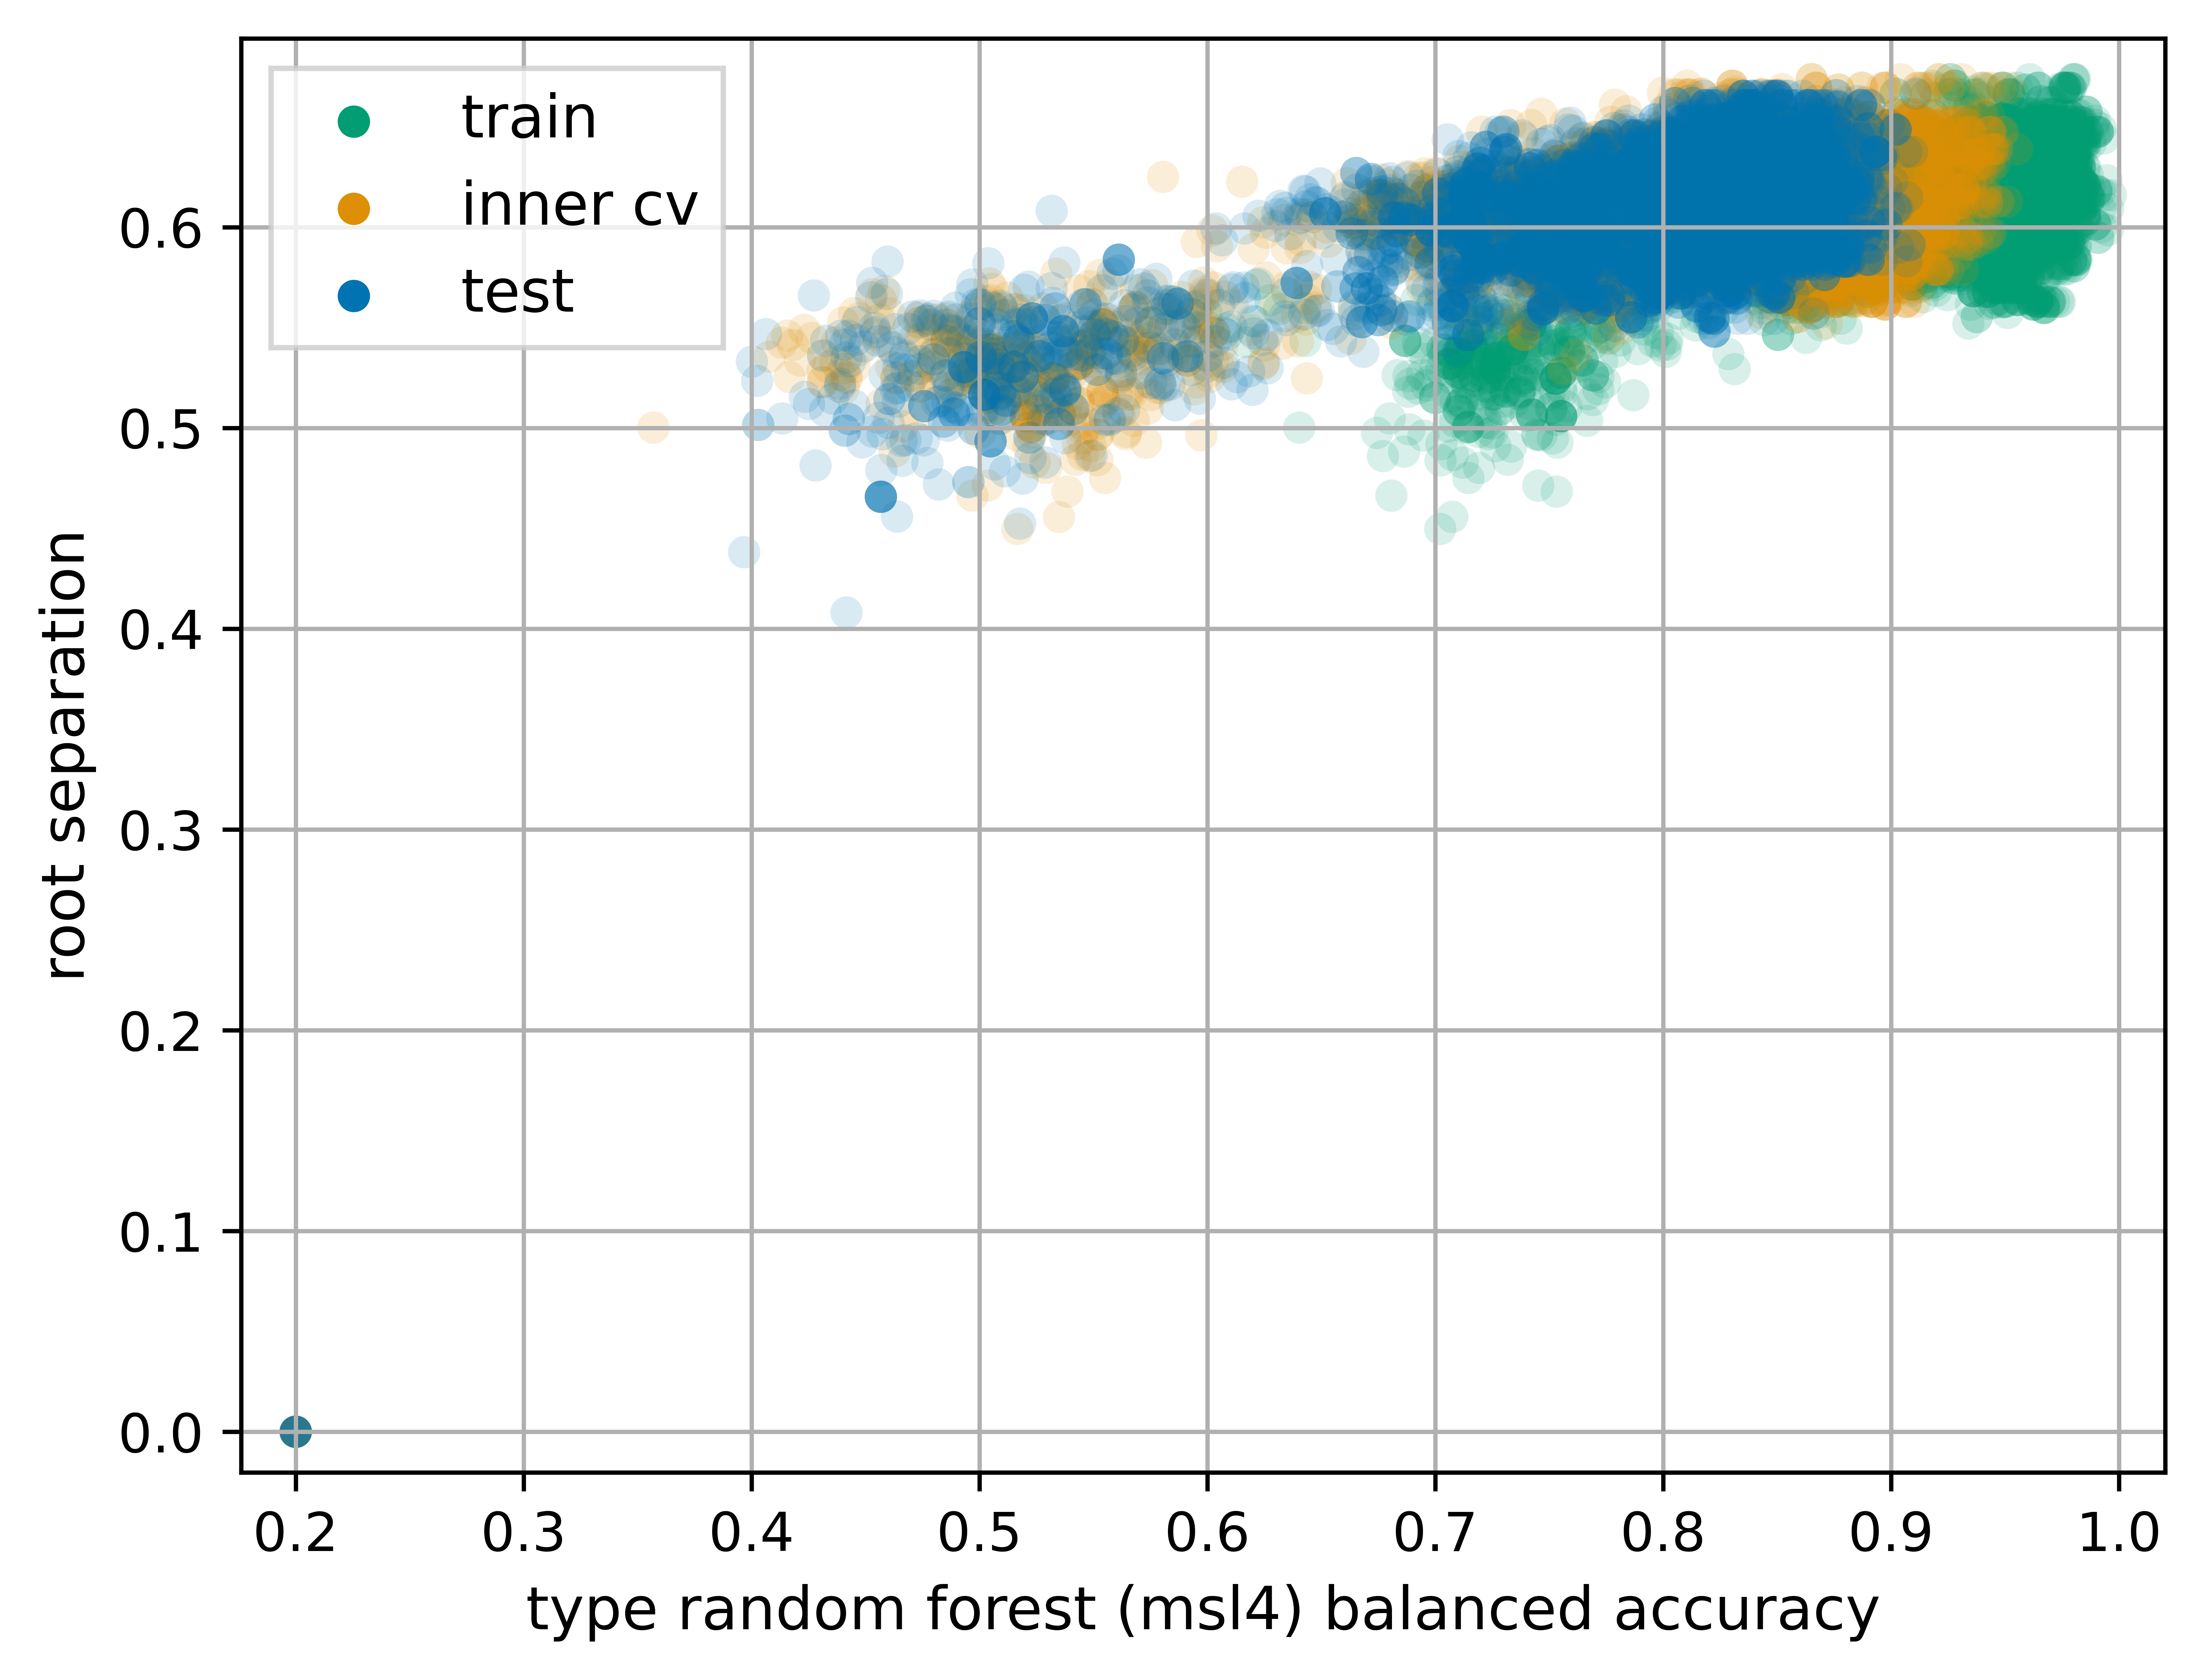 train
inner cv
test
root separation
0.6
0.5
0.4
0.3
0.2
0.1
0.0
0.2 0.3 0.4 0.5 0.6 0.7 0.8 0.9 1.0
type random forest (msl4) balanced accuracy